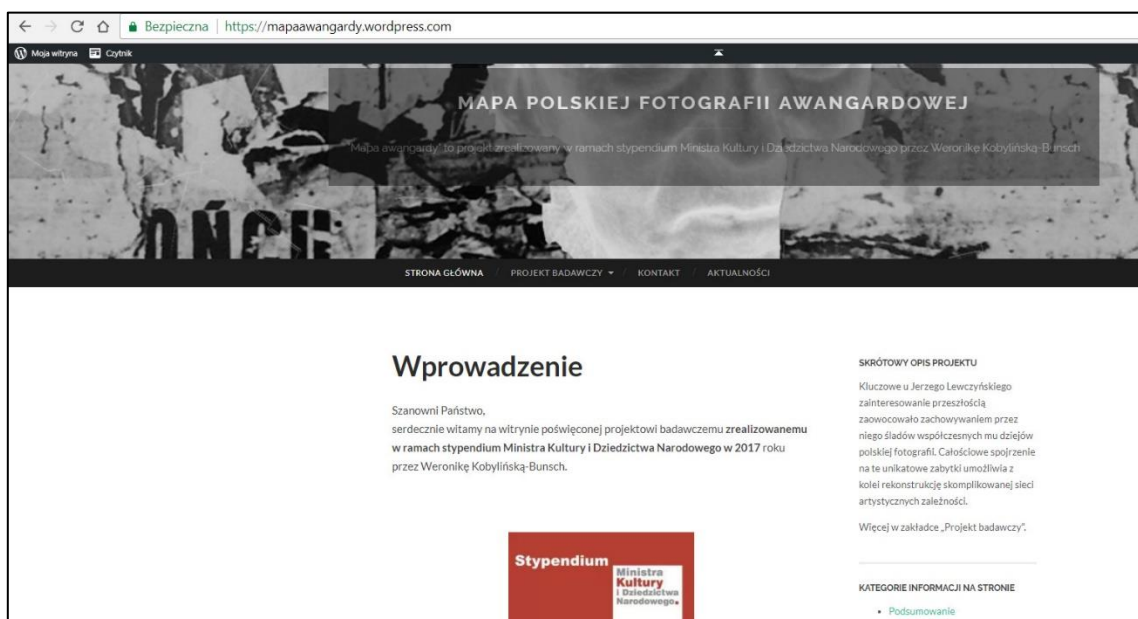 Bezpieczna | https://mapaawangardy.wordpress.com
Moja witryna Czytnik
MAPA POLSKIEJ FOTOGRAFII AWANGARDOWEJ
"Mapa awangardy" to projekt zrealizowany w ramach stypendium Ministra Kultury i Dziedzictwa Narodowego przez Weronikę Kobylińską-Bunsch
OŃCU
STRONA GŁÓWNA / PROJEKT BADAWCZY / KONTAKT / AKTUALNOŚCI
Wprowadzenie
Szanowni Państwo,
serdecznie witamy na witrynie poświęconej projektowi badawczemu zrealizowanemu
w ramach stypendium Ministra Kultury i Dziedzictwa Narodowego w 2017 roku
przez Weronikę Kobylińską-Bunsch.
Stypendium
Ministra
Kultury
i Dziedzictwa
Narodowego.
SKRÓTOWY OPIS PROJEKTU
Kluczowe u Jerzego Lewczyńskiego
zainteresowanie przeszłością
zaowocowało zachowywaniem przez
niego śladów współczesnych mu dziejów
polskiej fotografii. Całościowe spojrzenie
na te unikatowe zabytki umożliwia z
kolei rekonstrukcję skomplikowanej sieci
artystycznych zależności.
Więcej w zakładce „Projekt badawczy".
KATEGORIE INFORMACJI NA STRONIE
Podsumowanie